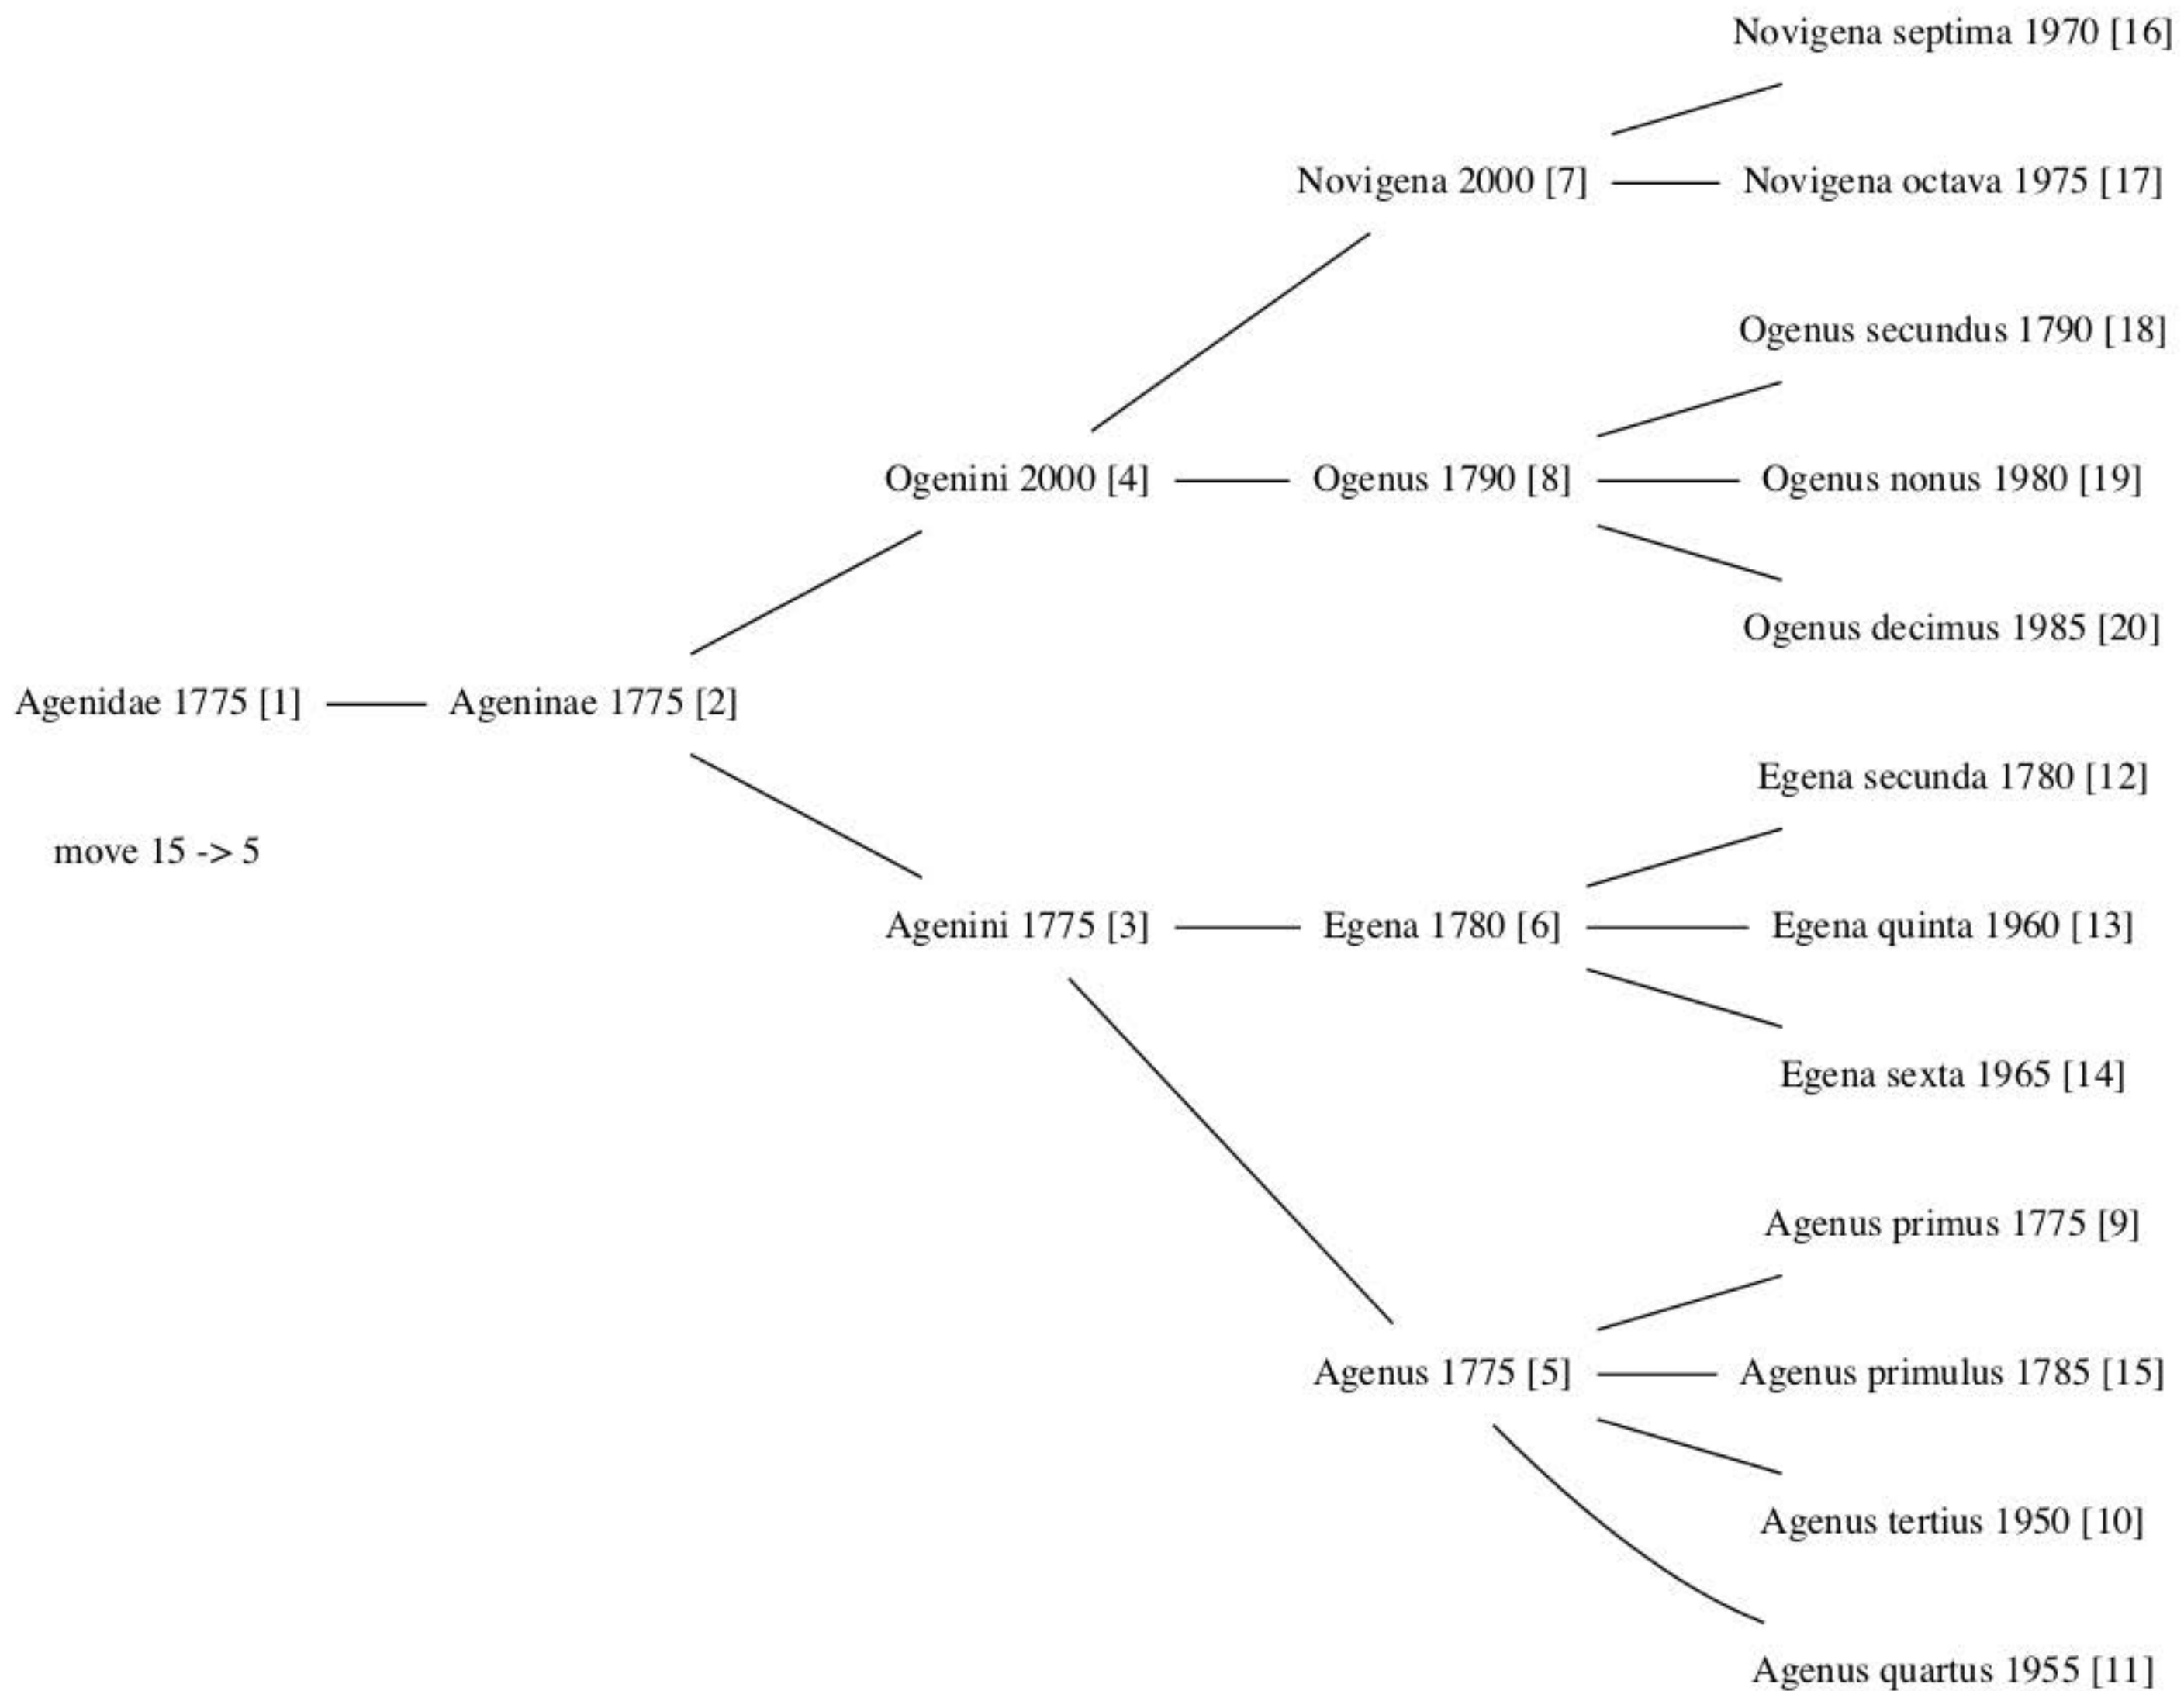 Novigena septima 1970 [16]
Novigena 2000 [7]
Novigena octava 1975 [17]
Ogenus secundus 1790 [18]
Ogenini 2000 [4]
Ogenus 1790 [8]
Ogenus nonus 1980 [19]
Ogenus decimus 1985 [20]
Agenidae 1775 [1]
Ageninae 1775 [2]
Egena secunda 1780 [12]
move 15 -> 5
Agenini 1775 [3]
Egena 1780 [6]
Egena quinta 1960 [13]
Egena sexta 1965 [14]
Agenus primus 1775 [9]
Agenus 1775 [5]
Agenus primulus 1785 [15]
Agenus tertius 1950 [10]
Agenus quartus 1955 [11]